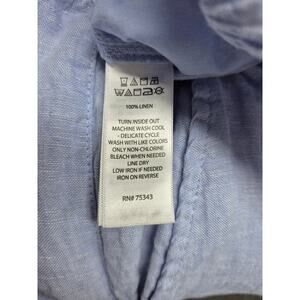 100% LINEN
TURN INSIDE OUT
MACHINE WASH COOL
- DELICATE CYCLE
WASH WITH LIKE COLORS
ONLY NON-CHLORINE
BLEACH WHEN NEEDED
LINE DRY
LOW IRON IF NEEDED
IRON ON REVERSE
RN# 75343